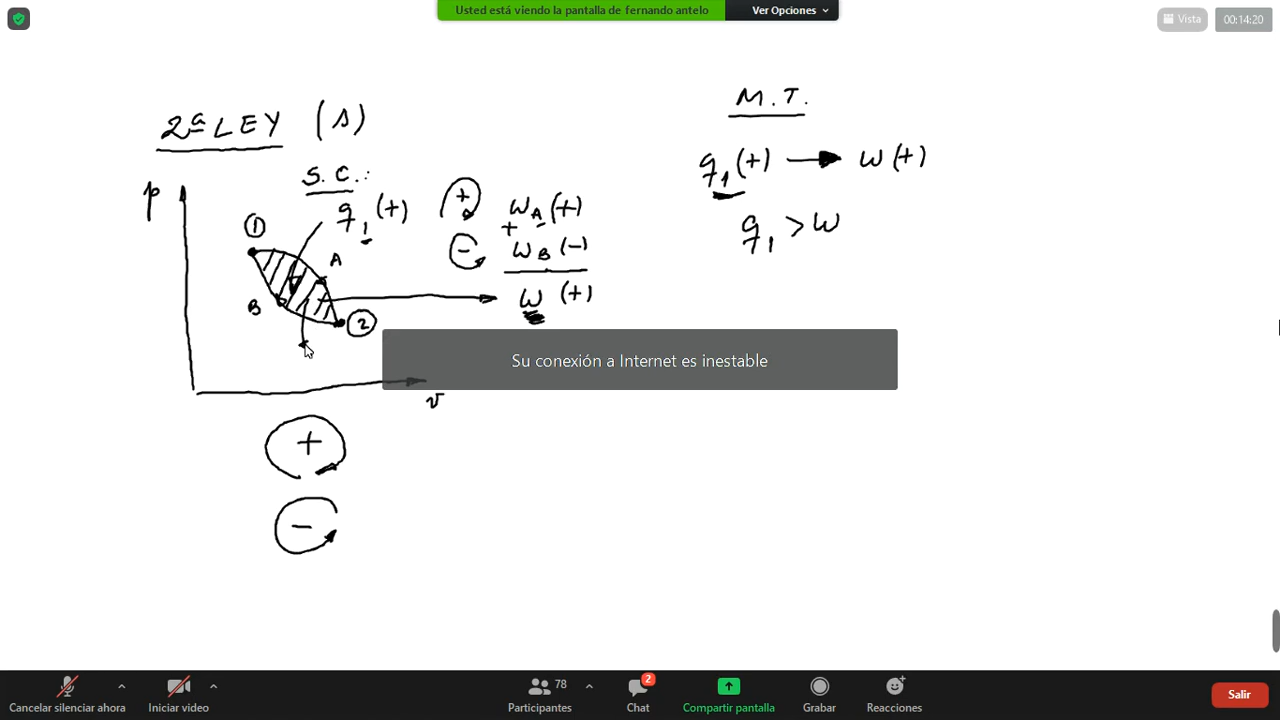 Usted está viendo la pantalla de fernando antelo
Ver Opciones
Vista
00:14:20
2ª LEY (s)
S.C.:
p
q1 (+)
1
A
B
2
v
+
-
+
-
wA (+)
+
wB (-)
w (+)
M.T.
q1 (+) → w (+)
q1 > w
Su conexión a Internet es inestable
Cancelar silenciar ahora
Iniciar video
78
Participantes
2
Chat
Compartir pantalla
Grabar
Reacciones
Salir